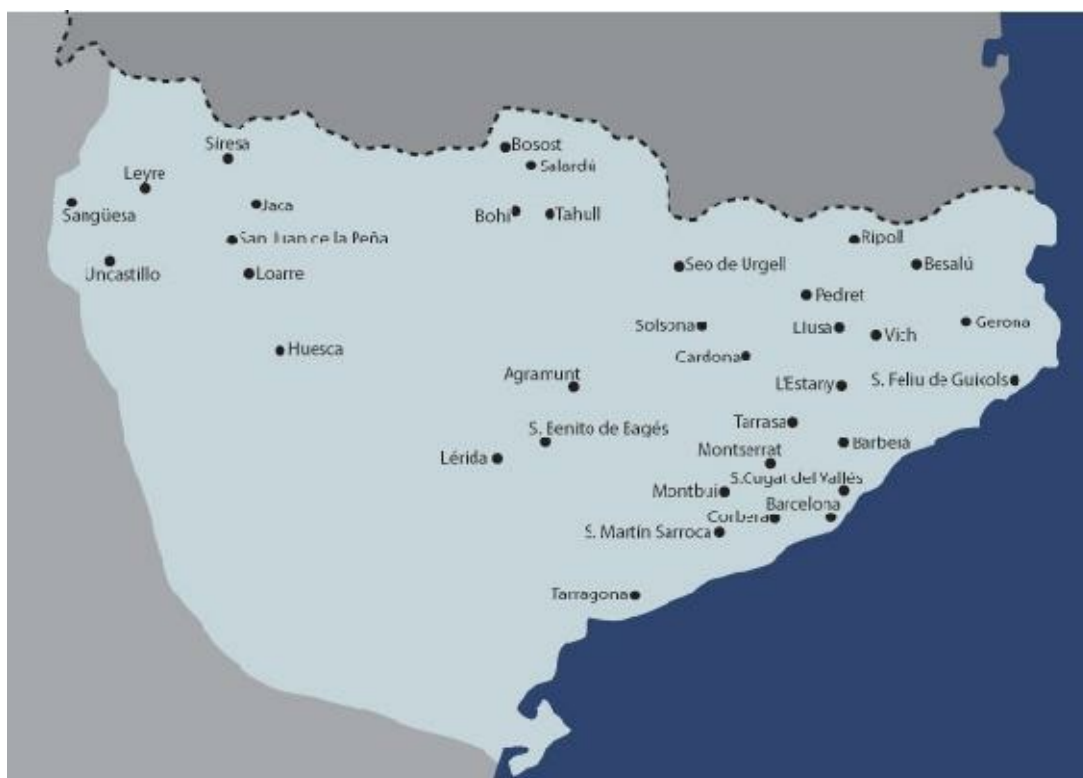 Siresa
Bosost
Salardú
Leyre
Sangüesa
Jaca
Bohí
Tahull
San Juan ce la Peña
Ripoll
Uncastillo
Loarre
Seo de Urgell
Besalú
Pedret
Solsona
Llusa
Vich
Gerona
Huesca
Cardona
Agramunt
L'Estany
S. Feliu de Guixols
Tarrasa
S. Benito de Bagés
Barberá
Lérida
Montserrat
S.Cugat del Vallés
Montbui
Barcelona
Corbera
S. Martín Sarroca
Tarragona